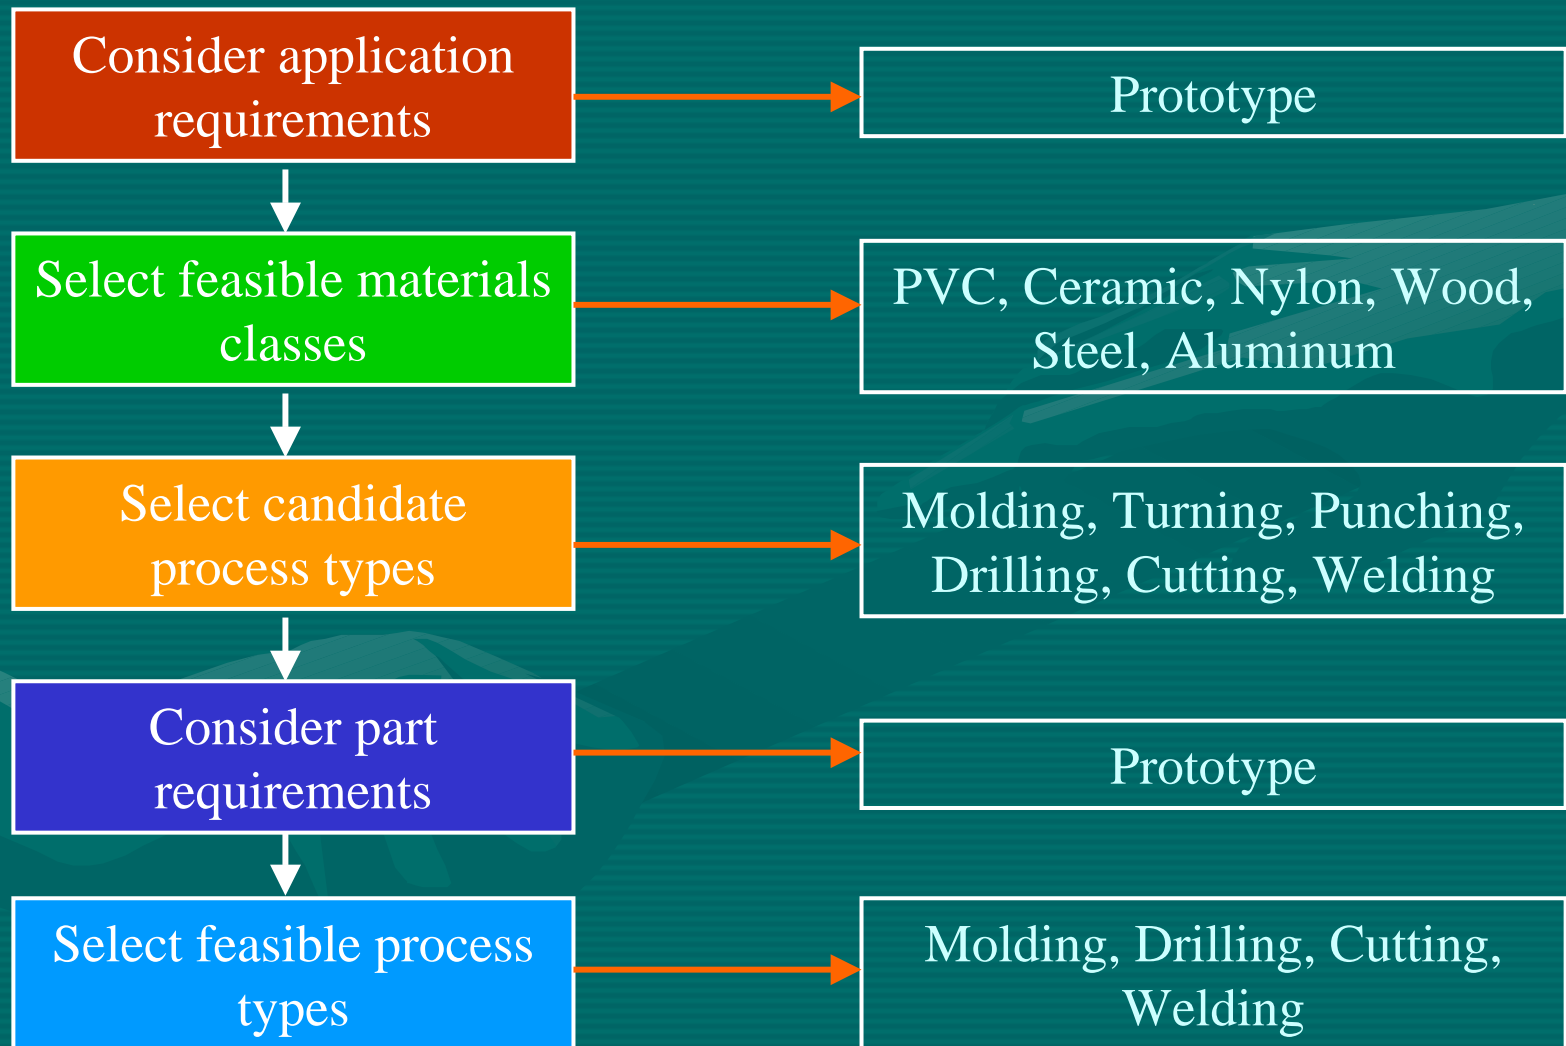 Consider application
requirements
Prototype
Select feasible materials
classes
PVC, Ceramic, Nylon, Wood,
Steel, Aluminum
Select candidate
process types
Molding, Turning, Punching,
Drilling, Cutting, Welding
Consider part
requirements
Prototype
Select feasible process
types
Molding, Drilling, Cutting,
Welding